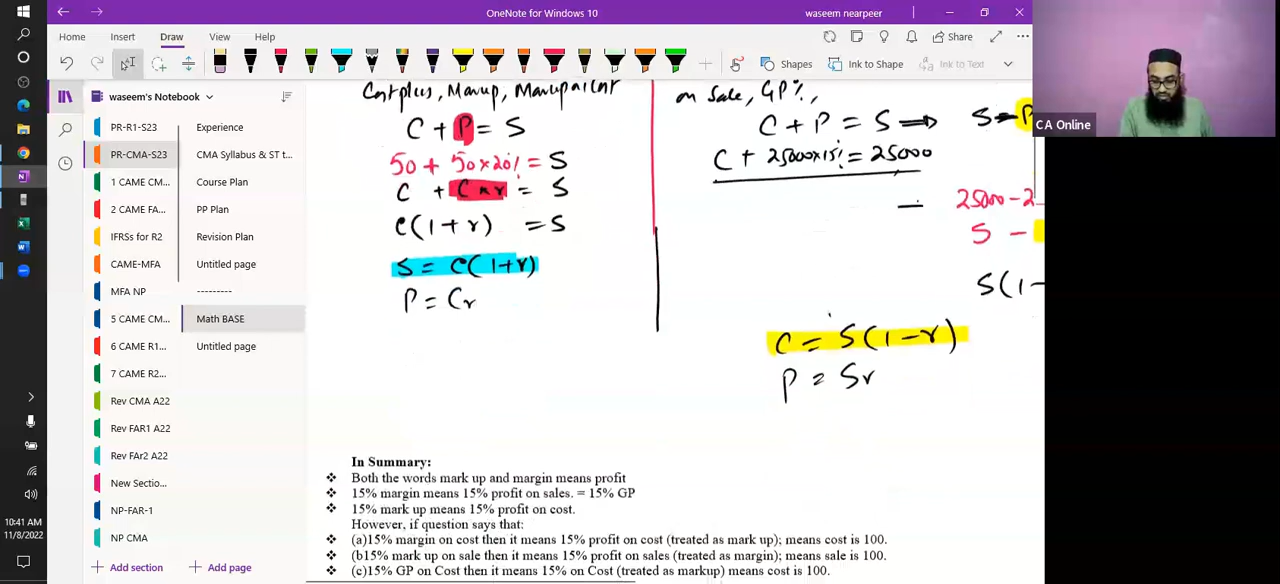 OneNote for Windows 10
waseem nearpeer
Home Insert Draw View Help
Share
Shapes
Ink to Shape
Ink to Text
waseem's Notebook
PR-R1-S23
PR-CMA-S23
1 CAME CM...
2 CAME FA...
IFRSs for R2
CAME-MFA
MFA NP
5 CAME CM...
6 CAME R1...
7 CAME R2...
Rev CMA A22
Rev FAR1 A22
Rev FAr2 A22
New Sectio...
NP-FAR-1
NP CMA
Add section
Experience
CMA Syllabus & ST t...
Course Plan
PP Plan
Revision Plan
Untitled page
---------
Math BASE
Untitled page
Add page
C + P = S
50 + 50×20% = S
C + C×r = S
C(1+r) = S
S = C(1+r)
P = Cr
on Sale, GP%,
C + P = S ⟹ S - P
C + 25000×15% = 25000
25000-2
S -
S(1-
C = S(1-r)
P = Sr
In Summary:
❖ Both the words mark up and margin means profit
❖ 15% margin means 15% profit on sales. = 15% GP
❖ 15% mark up means 15% profit on cost.
However, if question says that:
❖ (a)15% margin on cost then it means 15% profit on cost (treated as mark up); means cost is 100.
❖ (b15% mark up on sale then it means 15% profit on sales (treated as margin); means sale is 100.
❖ (c)15% GP on Cost then it means 15% on Cost (treated as markup) means cost is 100.
CA Online
10:41 AM
11/8/2022